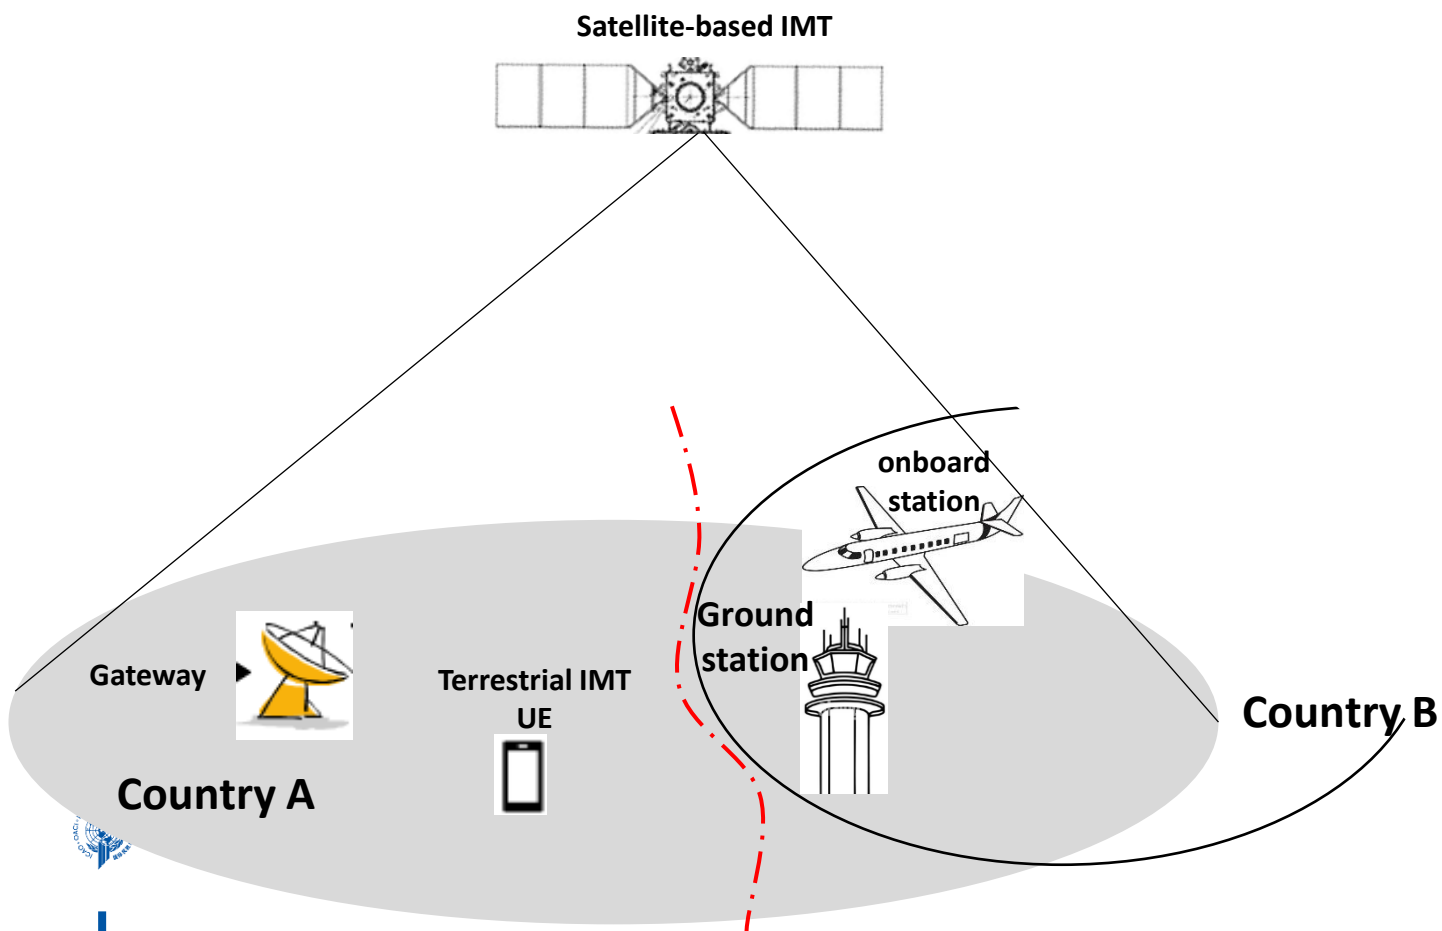 Satellite-based IMT
onboard
station
Ground
station
Gateway
Terrestrial IMT
UE
Country A
Country B